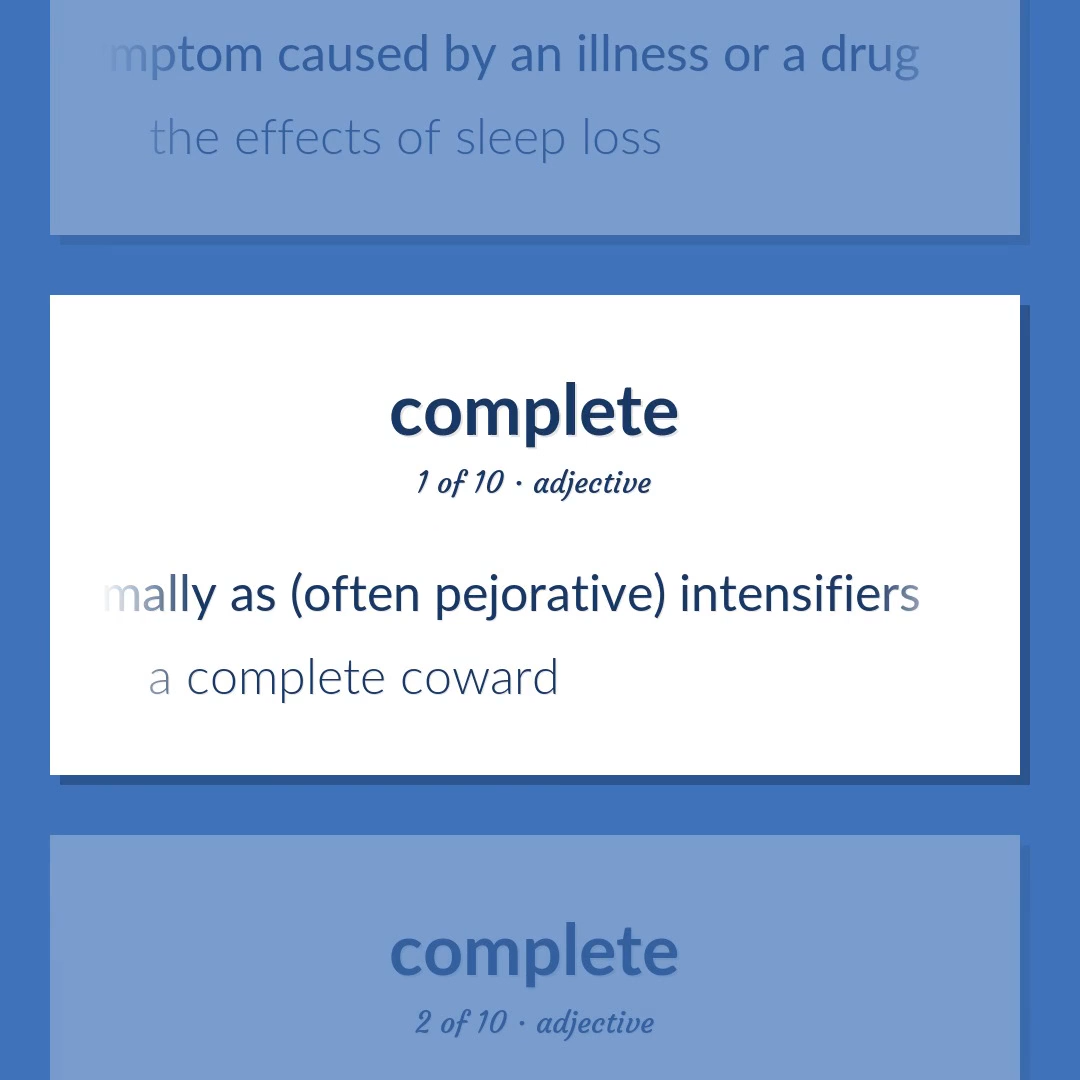 mptom caused by an illness or a drug
the effects of sleep loss
complete
1 of 10 · adjective
mally as (often pejorative) intensifiers
a complete coward
complete
2 of 10 · adjective